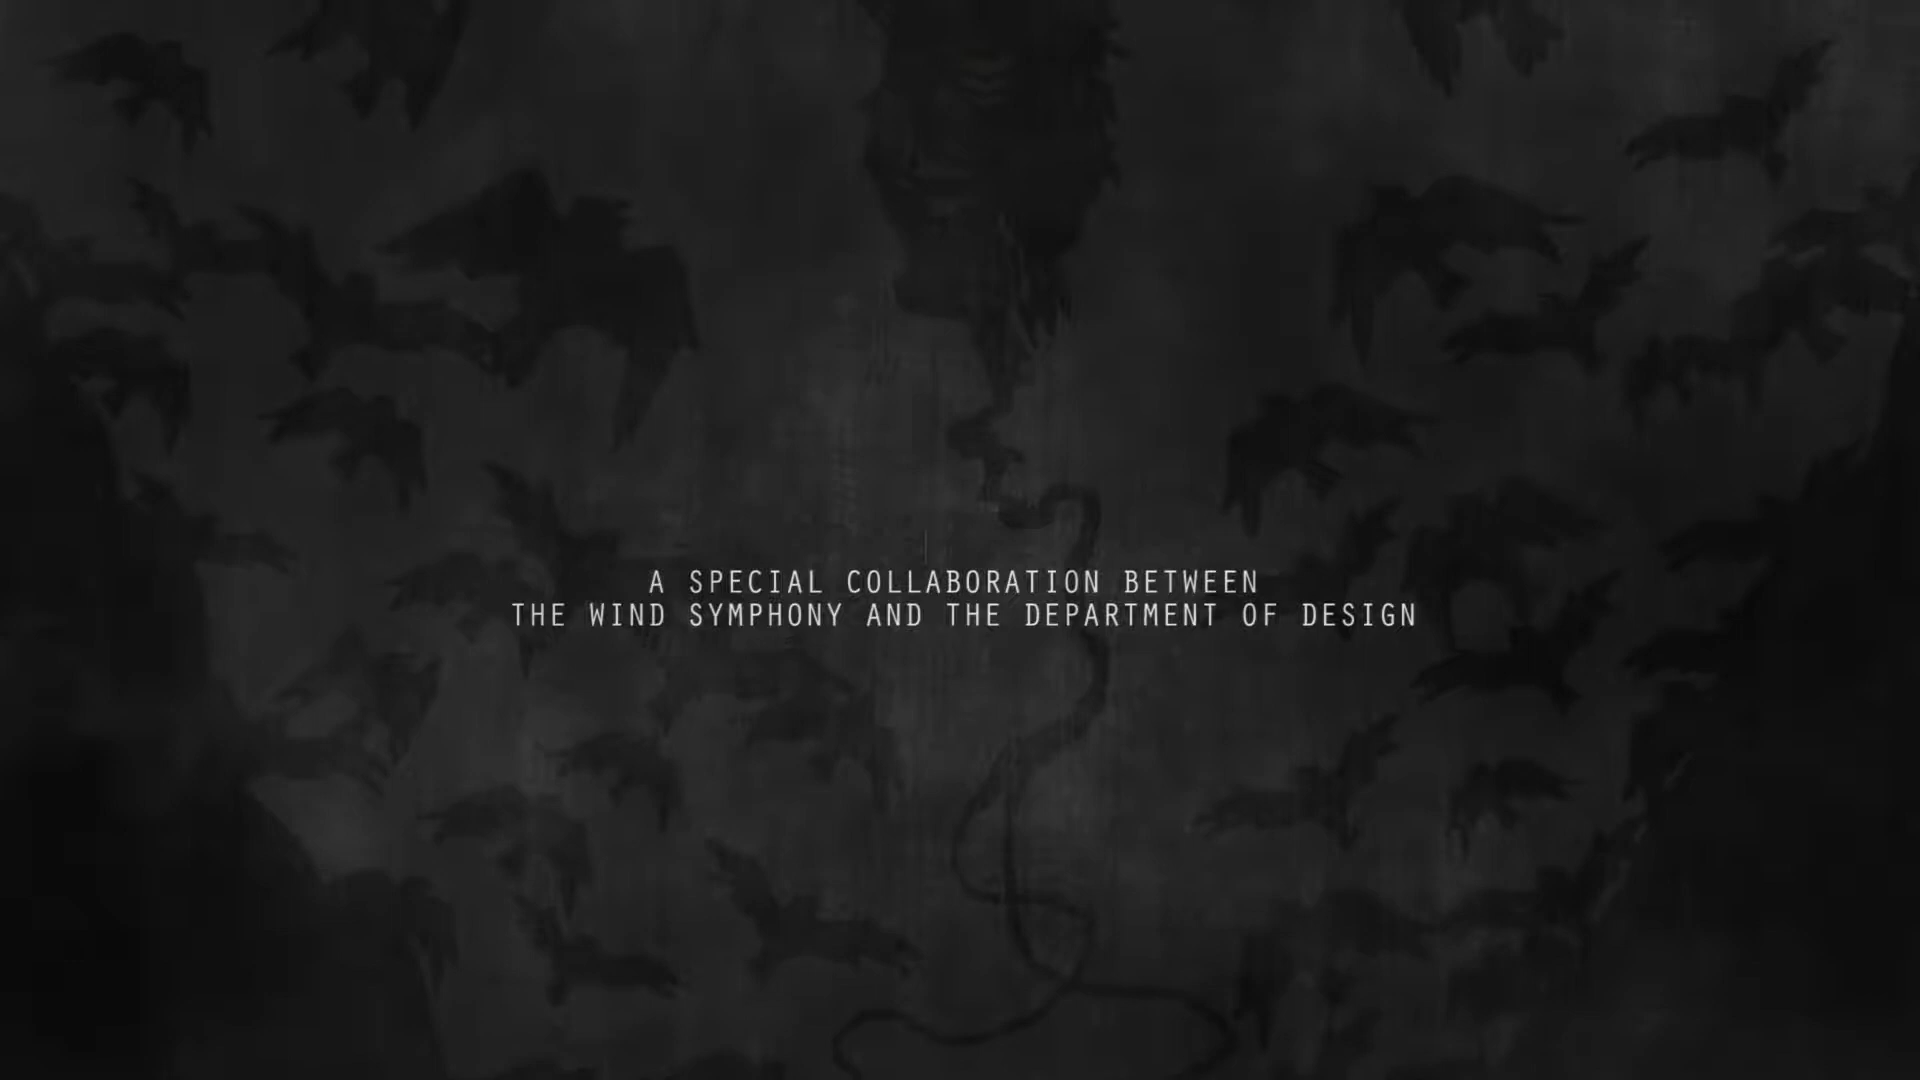 A SPECIAL COLLABORATION BETWEEN
THE WIND SYMPHONY AND THE DEPARTMENT OF DESIGN